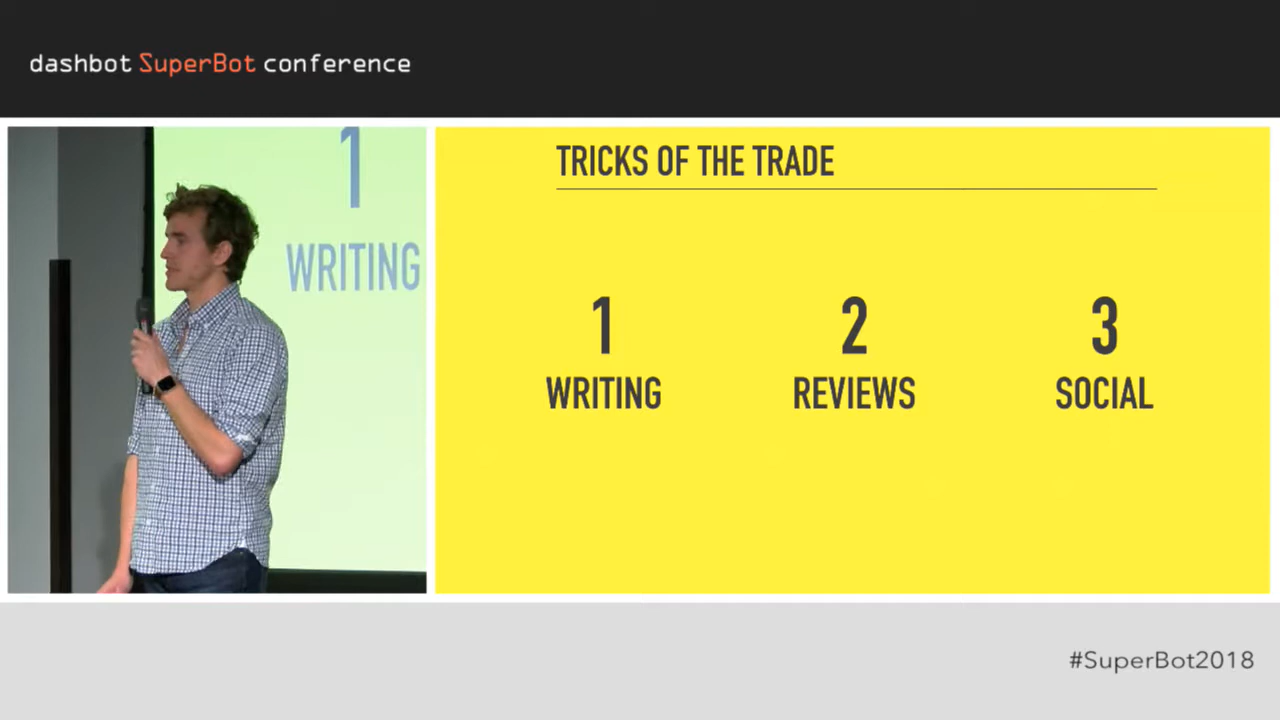 dashbot SuperBot conference
1
WRITING
TRICKS OF THE TRADE
1 2 3
WRITING REVIEWS SOCIAL
#SuperBot2018